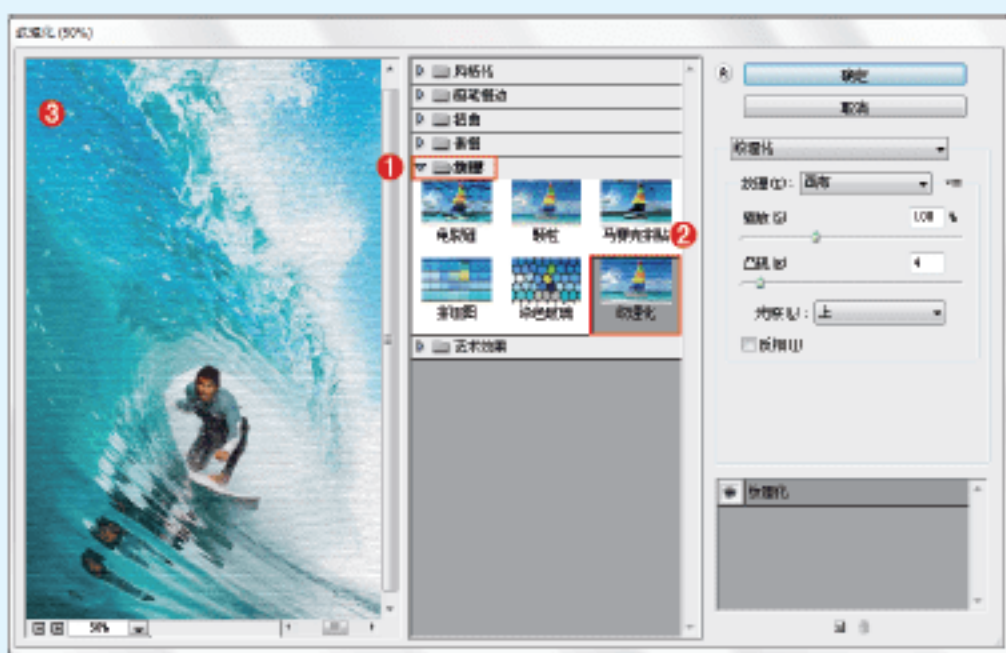 纹理化 (50%)
3
50%
风格化
画笔描边
扭曲
素描
1
纹理
龟裂缝
颗粒
马赛克拼贴
2
拼缀图
染色玻璃
纹理化
艺术效果
确定
取消
纹理化
纹理(T): 画布
缩放(S) 100 %
凸现(R) 4
光照(L): 上
反相(I)
纹理化